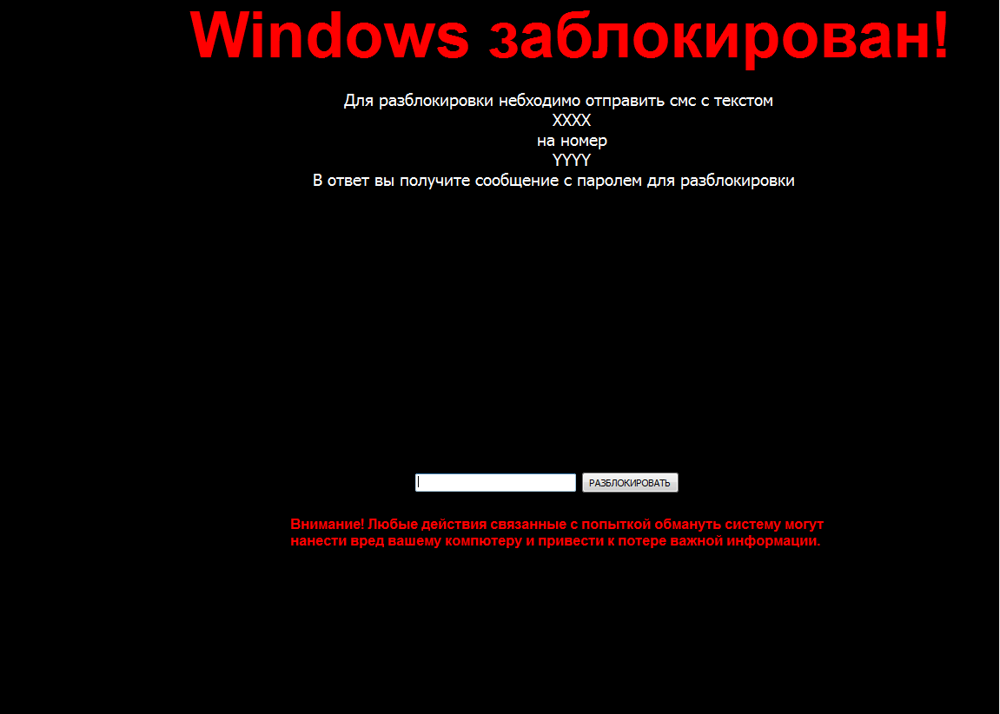 Windows заблокирован!
Для разблокировки небходимо отправить смс с текстом
XXXX
на номер
YYYY
В ответ вы получите сообщение с паролем для разблокировки
РАЗБЛОКИРОВАТЬ
Внимание! Любые действия связанные с попыткой обмануть систему могут
нанести вред вашему компютеру и привести к потере важной информации.